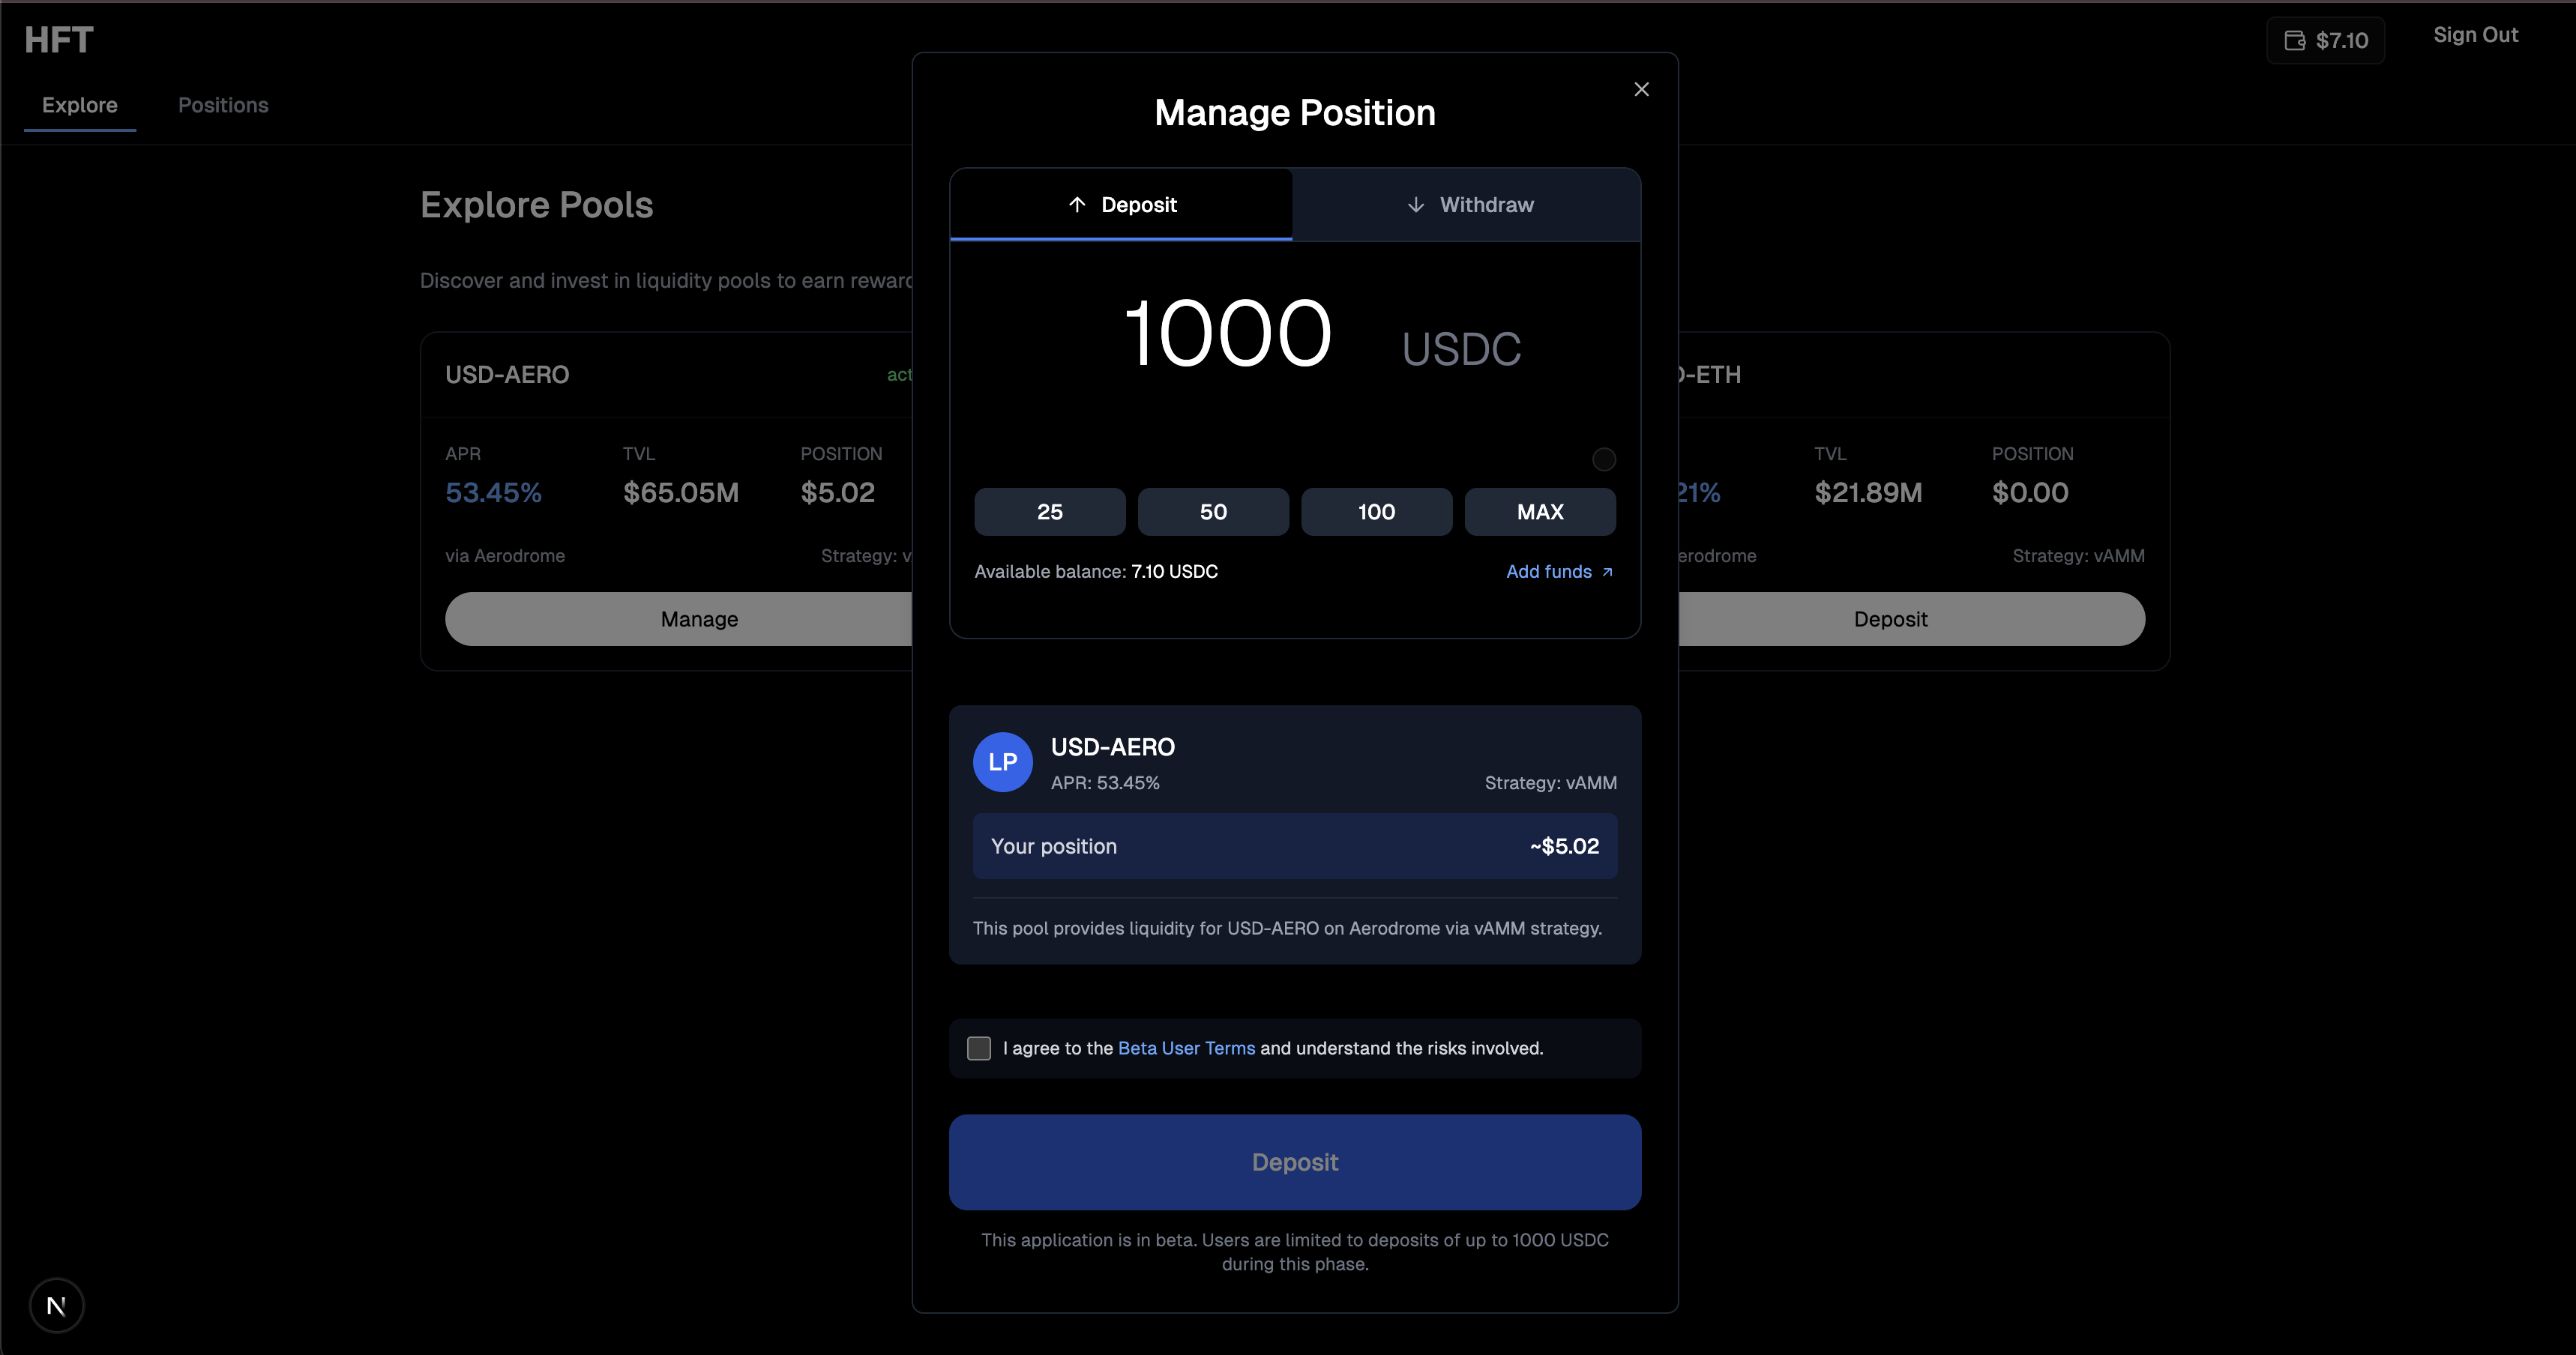 HFT
$7.10
Sign Out
Explore
Positions
Explore Pools
Discover and invest in liquidity pools to earn
USD-AERO
APR
TVL
POSITION
53.45%
$65.05M
$5.02
via Aerodrome
Strategy:
Manage
-ETH
TVL
POSITION
21%
$21.89M
$0.00
erodrome
Strategy: vAMM
Deposit
Manage Position
Deposit
Withdraw
1000 USDC
25
50
100
MAX
Available balance: 7.10 USDC
Add funds
LP
USD-AERO
APR: 53.45%
Strategy: vAMM
Your position
~$5.02
This pool provides liquidity for USD-AERO on Aerodrome via vAMM strategy.
I agree to the Beta User Terms and understand the risks involved.
Deposit
This application is in beta. Users are limited to deposits of up to 1000 USDC
during this phase.
N